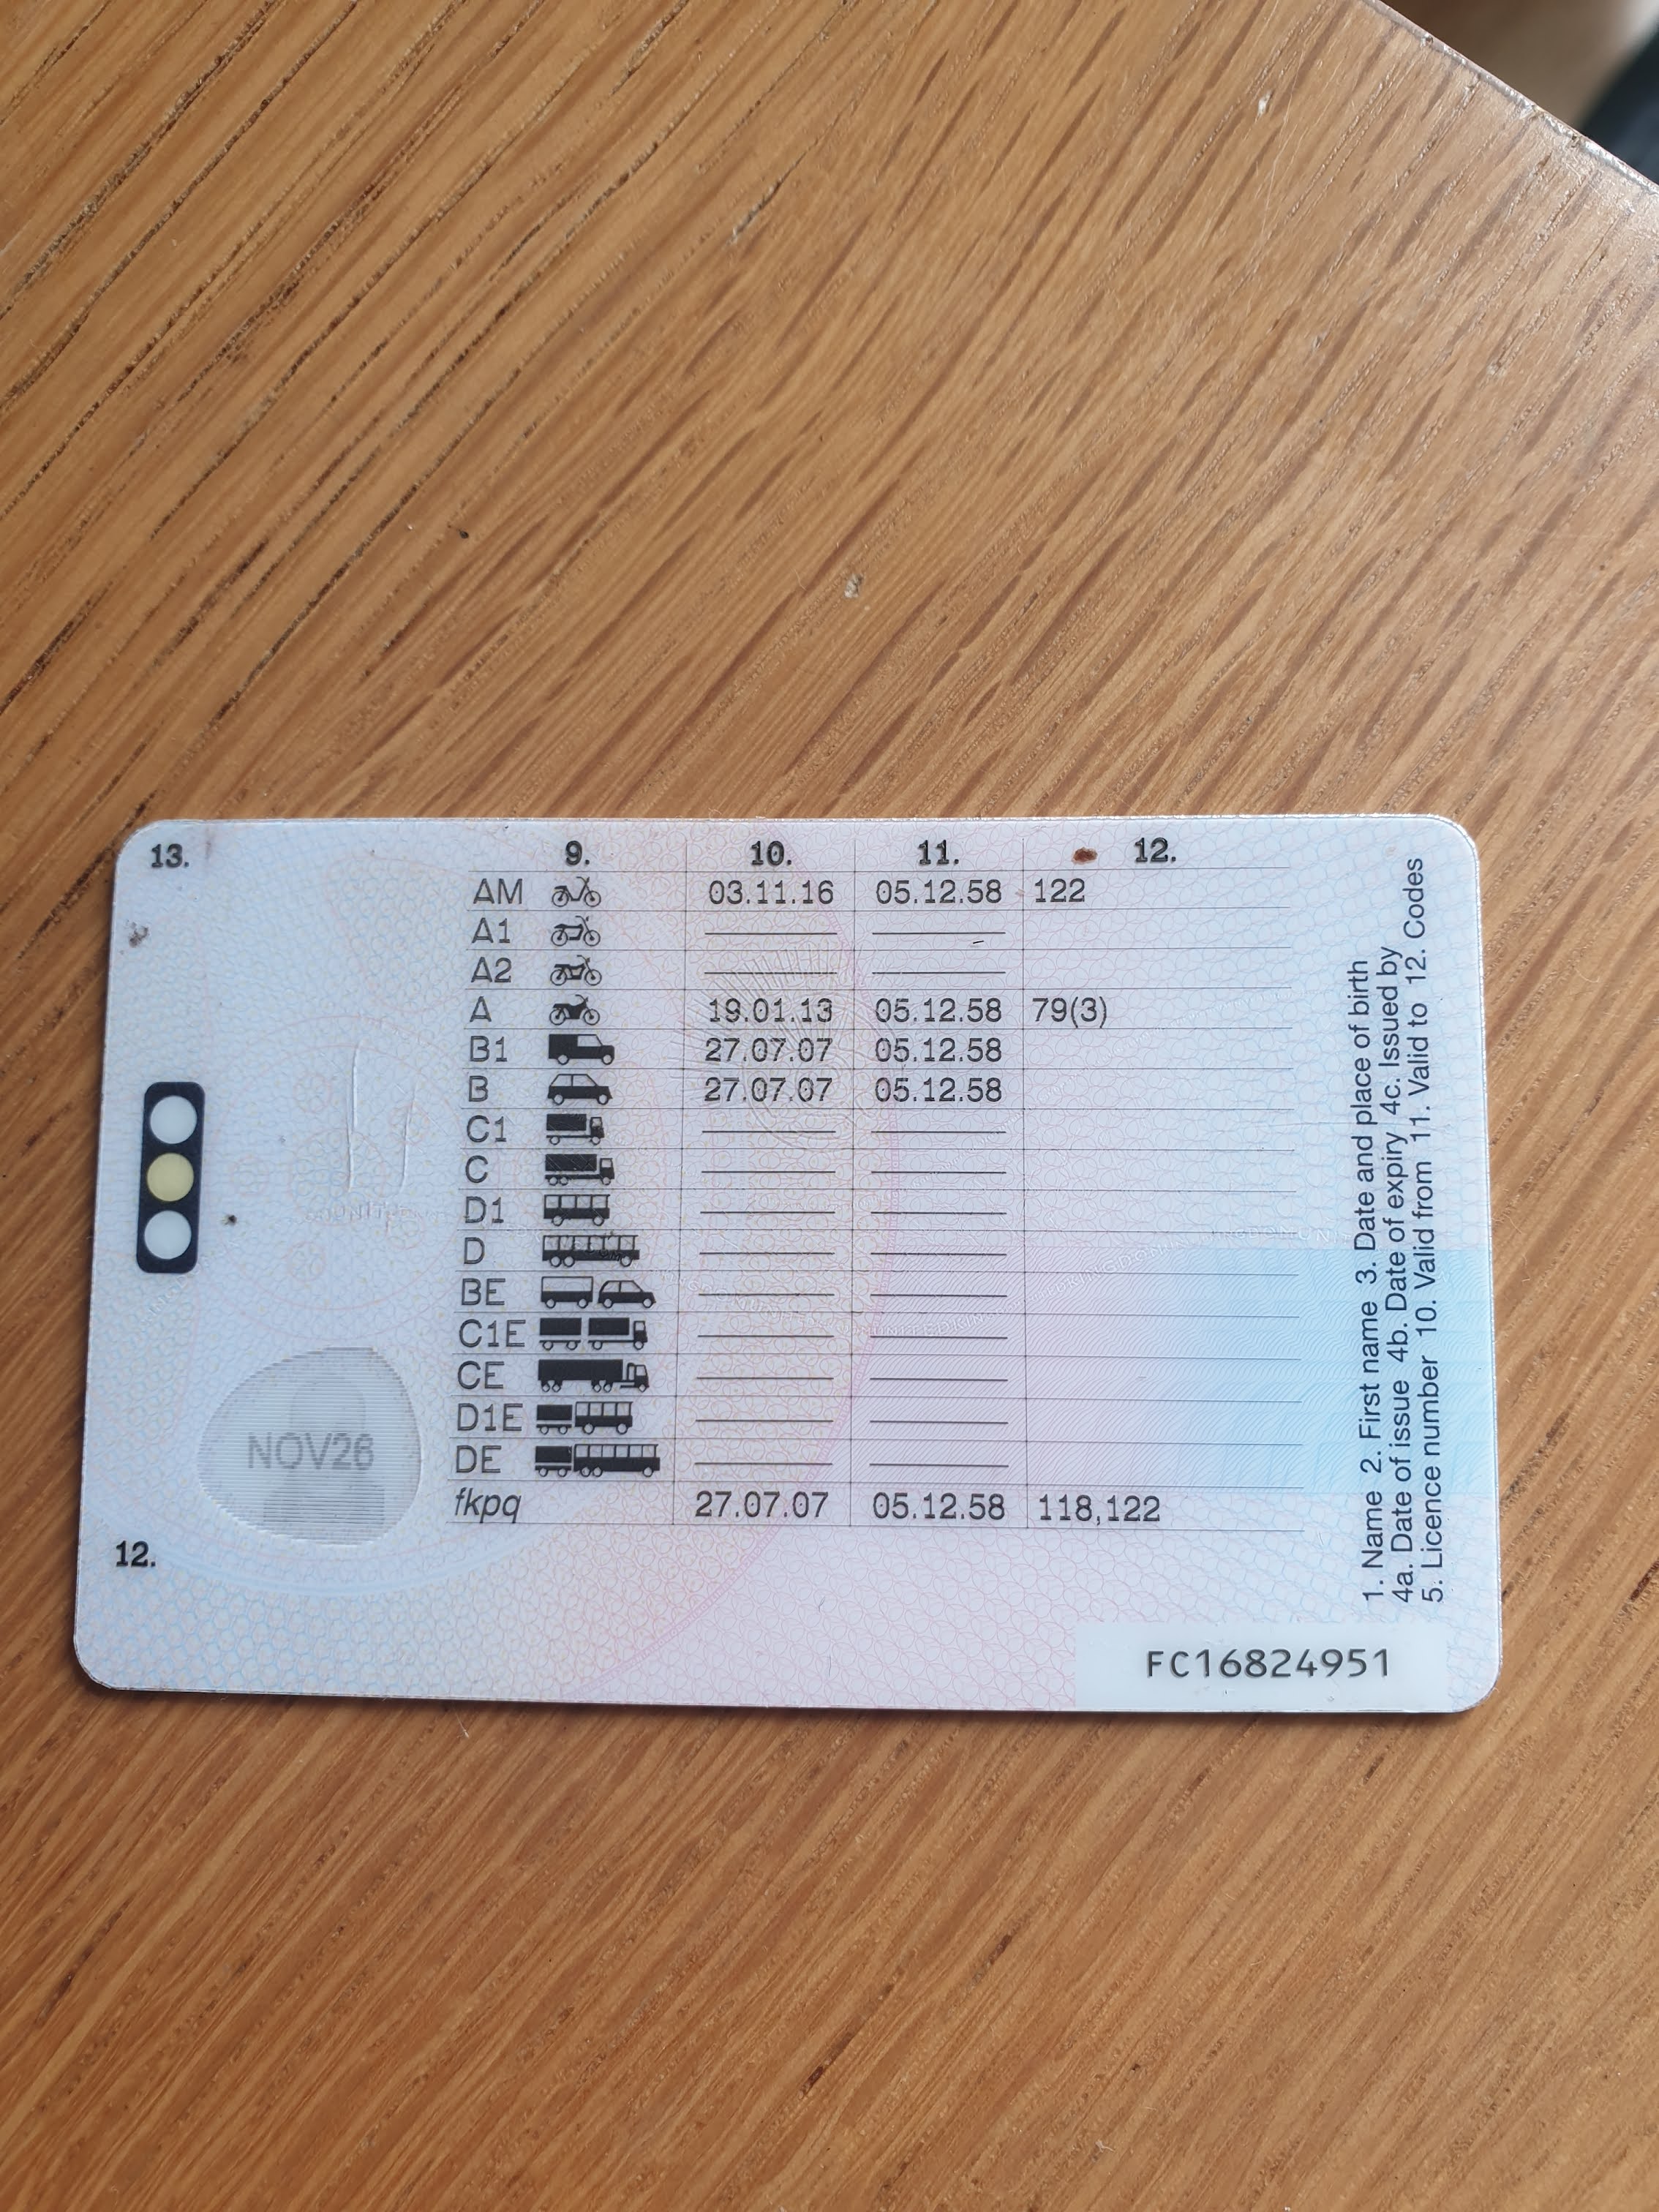 13. 9. 10. 11. 12.
AM 03.11.16 05.12.58 122
A1
A2
A 19.01.13 05.12.58 79(3)
B1 27.07.07 05.12.58
B 27.07.07 05.12.58
C1
C
D1
D
BE
C1E
CE
D1E
DE
fkpq 27.07.07 05.12.58 118,122
NOV26
12.
1. Name 2. First name 3. Date and place of birth
4a. Date of issue 4b. Date of expiry 4c. Issued by
5. Licence number 10. Valid from 11. Valid to 12. Codes
FC16824951